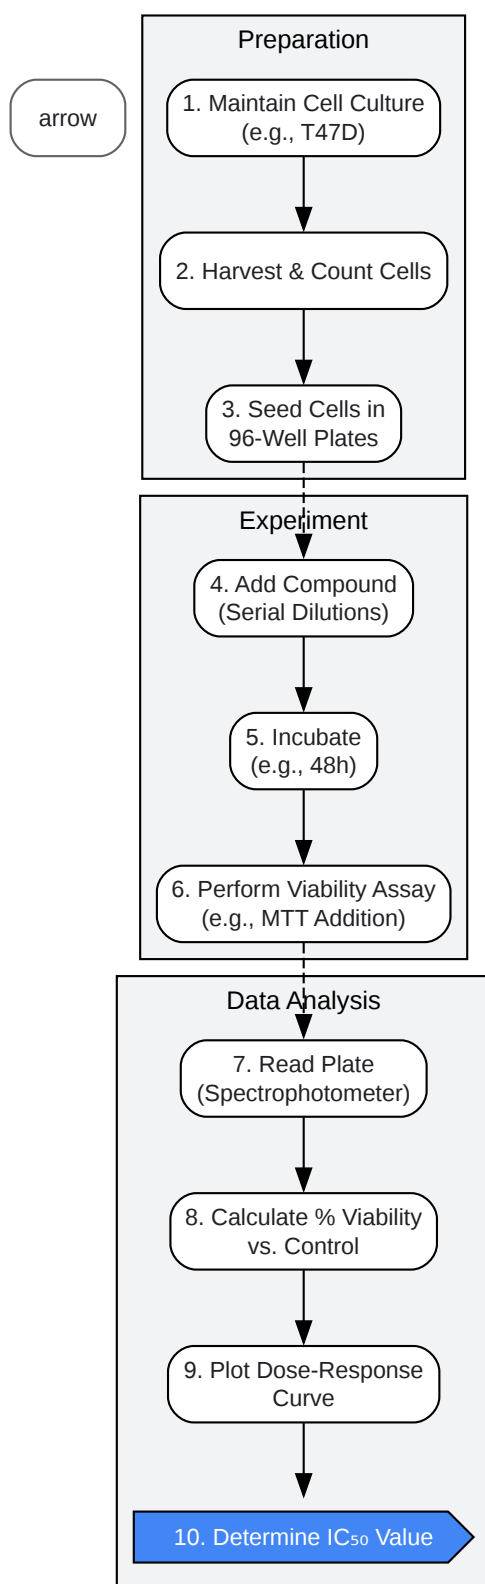 Preparation
arrow
1. Maintain Cell Culture
(e.g., T47D)
2. Harvest & Count Cells
3. Seed Cells in
96-Well Plates
Experiment
4. Add Compound
(Serial Dilutions)
5. Incubate
(e.g., 48h)
6. Perform Viability Assay
(e.g., MTT Addition)
Data Analysis
7. Read Plate
(Spectrophotometer)
8. Calculate % Viability
vs. Control
9. Plot Dose-Response
Curve
10. Determine IC₅₀ Value